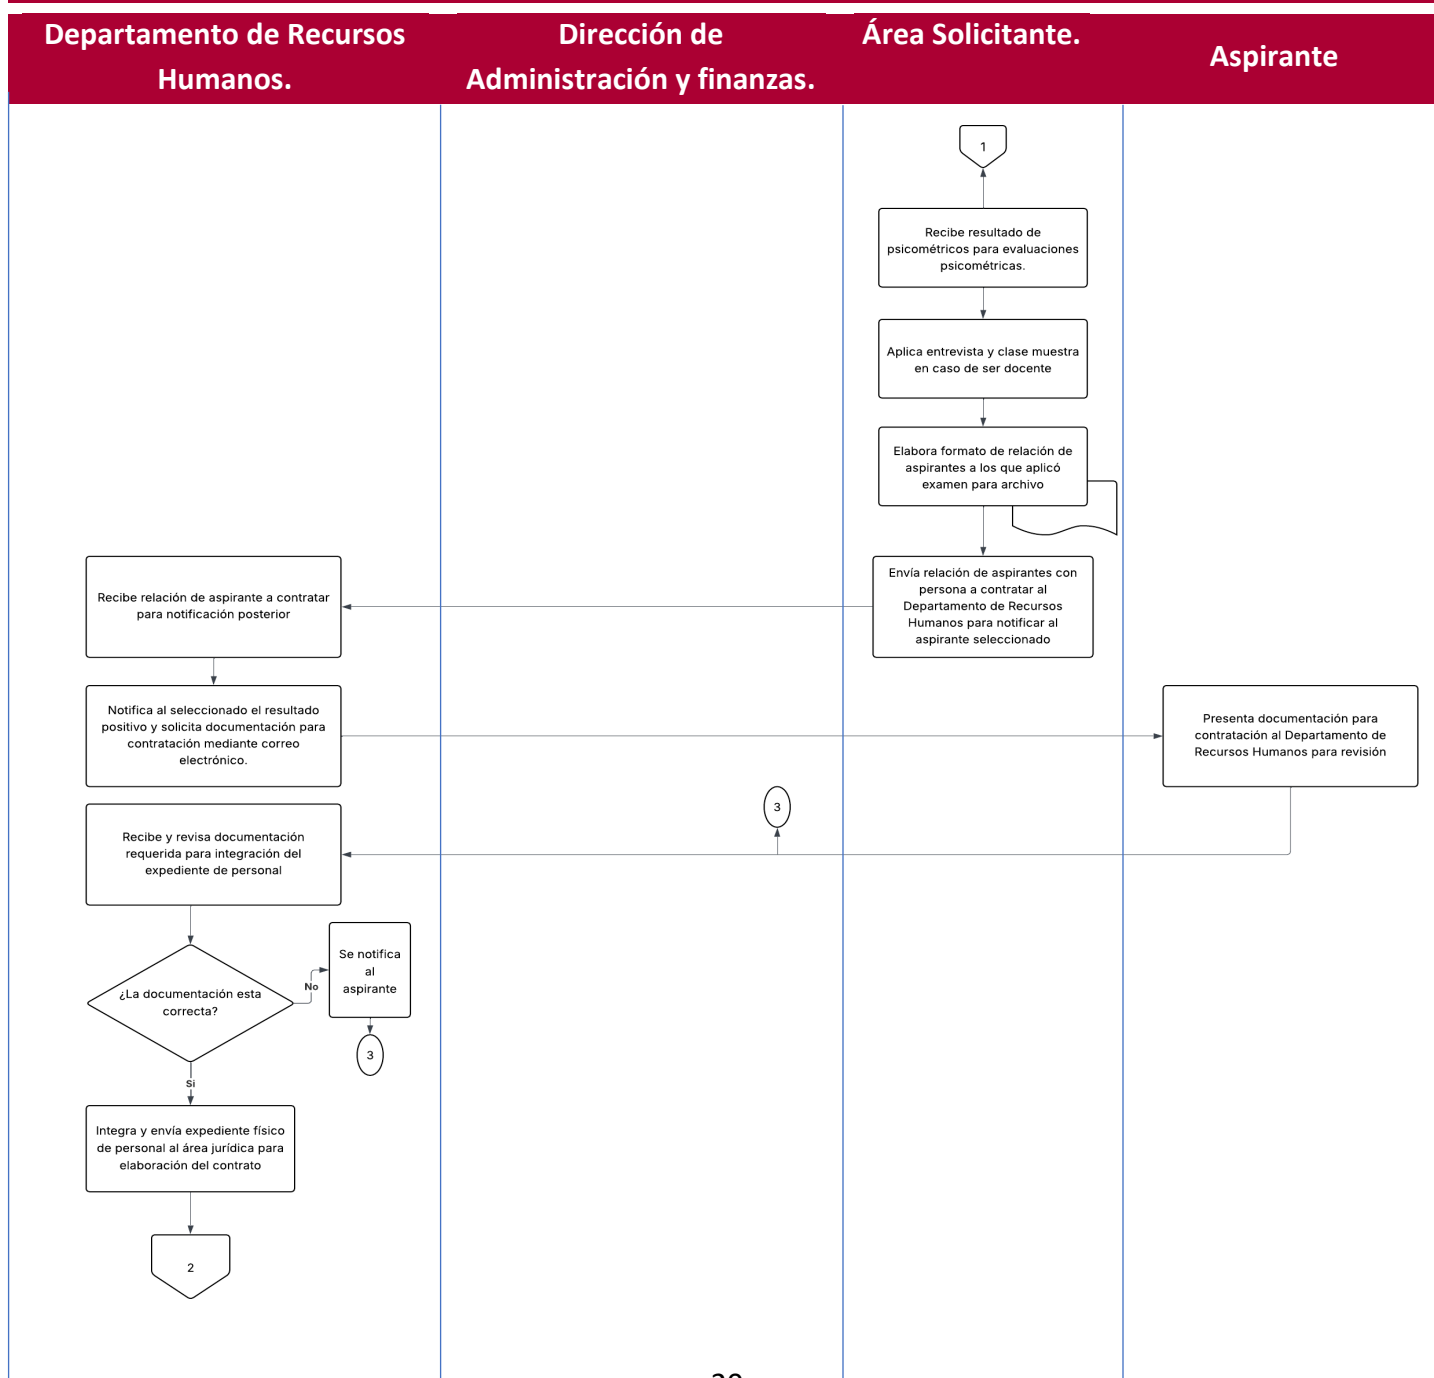 Departamento de Recursos
Humanos.
Dirección de
Administración y finanzas.
Área Solicitante.
Aspirante
1
Recibe resultado de
psicométricos para evaluaciones
psicométricas.
Aplica entrevista y clase muestra
en caso de ser docente
Elabora formato de relación de
aspirantes a los que aplicó
examen para archivo
Envía relación de aspirantes con
persona a contratar al
Departamento de Recursos
Humanos para notificar al
aspirante seleccionado
Recibe relación de aspirante a contratar
para notificación posterior
Notifica al seleccionado el resultado
positivo y solicita documentación para
contratación mediante correo
electrónico.
Presenta documentación para
contratación al Departamento de
Recursos Humanos para revisión
3
Recibe y revisa documentación
requerida para integración del
expediente de personal
¿La documentación esta
correcta?
No
Se notifica
al
aspirante
3
Si
Integra y envía expediente físico
de personal al área jurídica para
elaboración del contrato
2